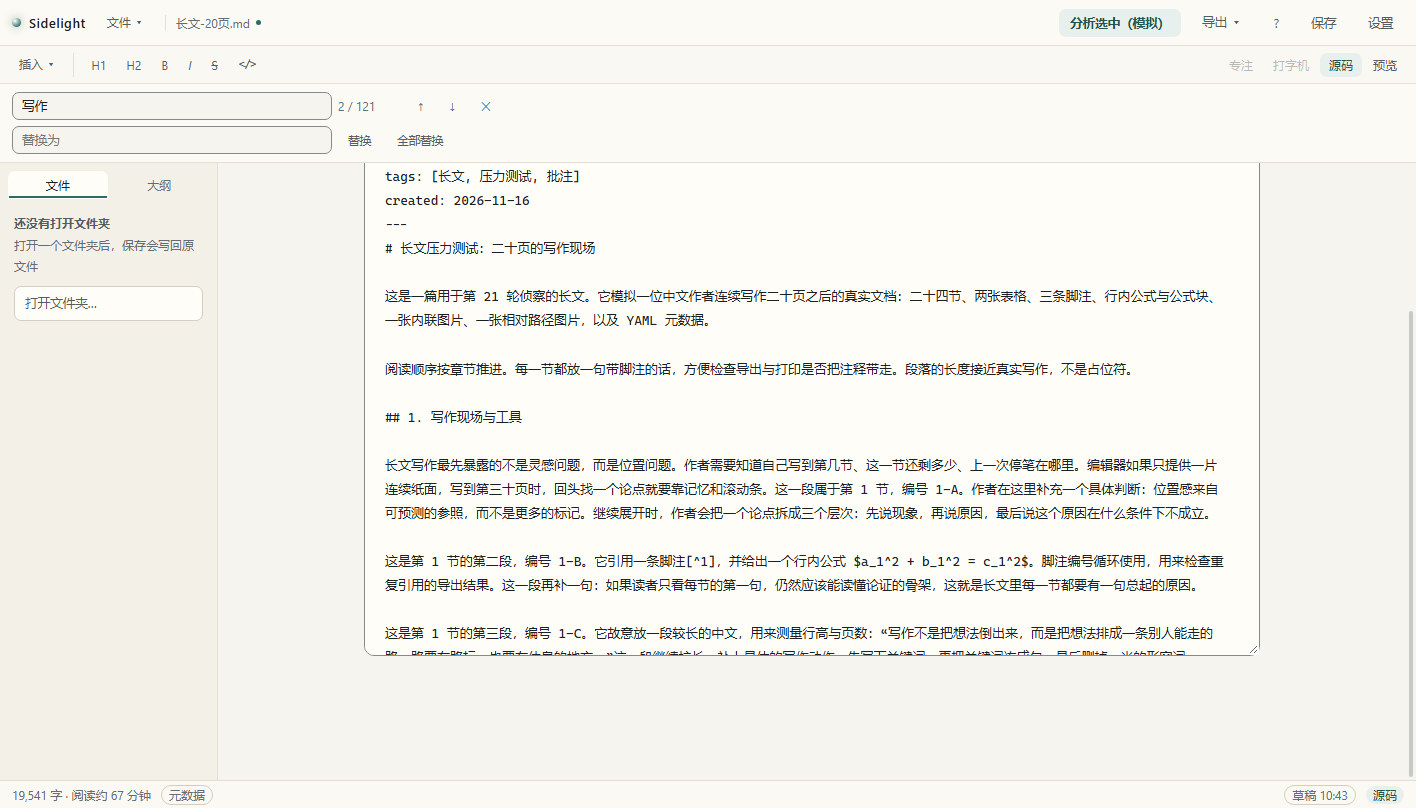 Sidelight 文件 ▾ 长文-20页.md ● 分析选中（模拟） 导出 ▾ ? 保存 设置
插入 ▾ H1 H2 B I S </> 专注 打字机 源码 预览
写作 2 / 121 ↑ ↓ ×
替换为 替换 全部替换
文件 大纲
还没有打开文件夹
打开一个文件夹后，保存会写回原
文件
打开文件夹...
tags: [长文, 压力测试, 批注]
created: 2026-11-16
---
# 长文压力测试：二十页的写作现场
这是一篇用于第 21 轮侦察的长文。它模拟一位中文作者连续写作二十页之后的真实文档：二十四节、两张表格、三条脚注、行内公式与公式块、
一张内联图片、一张相对路径图片，以及 YAML 元数据。
阅读顺序按章节推进。每一节都放一句带脚注的话，方便检查导出与打印是否把注释带走。段落的长度接近真实写作，不是占位符。
## 1. 写作现场与工具
长文写作最先暴露的不是灵感问题，而是位置问题。作者需要知道自己写到第几节、这一节还剩多少、上一次停笔在哪里。编辑器如果只提供一片
连续纸面，写到第三十页时，回头找一个论点就要靠记忆和滚动条。这一段属于第 1 节，编号 1-A。作者在这里补充一个具体判断：位置感来自
可预测的参照，而不是更多的标记。继续展开时，作者会把一个论点拆成三个层次：先说现象，再说原因，最后说这个原因在什么条件下不成立。
这是第 1 节的第二段，编号 1-B。它引用一条脚注[^1]，并给出一个行内公式 $a_1^2 + b_1^2 = c_1^2$。脚注编号循环使用，用来检查重
复引用的导出结果。这一段再补一句：如果读者只看每节的第一句，仍然应该能读懂论证的骨架，这就是长文里每一节都要有一句总起的原因。
这是第 1 节的第三段，编号 1-C。它故意放一段较长的中文，用来测量行高与页数：“写作不是把想法倒出来，而是把想法排成一条别人能走的
19,541 字 · 阅读约 67 分钟 元数据 草稿 10:43 源码